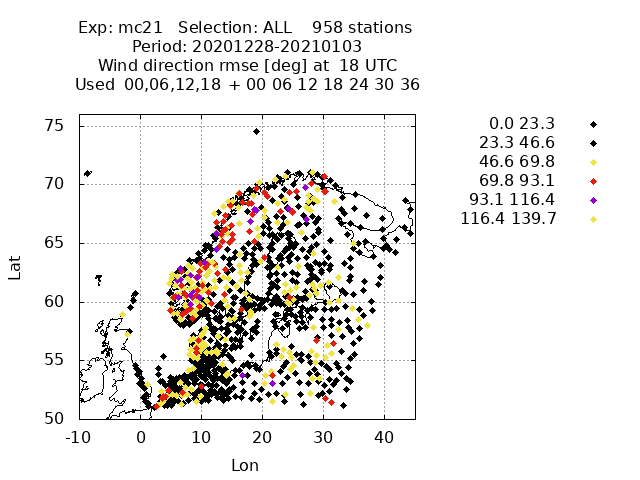 Exp: mc21 Selection: ALL 958 stations
Period: 20201228-20210103
Wind direction rmse [deg] at 18 UTC
Used 00,06,12,18 + 00 06 12 18 24 30 36
0.0 23.3
23.3 46.6
46.6 69.8
69.8 93.1
93.1 116.4
116.4 139.7
75
70
65
60
55
50
Lat
-10 0 10 20 30 40
Lon